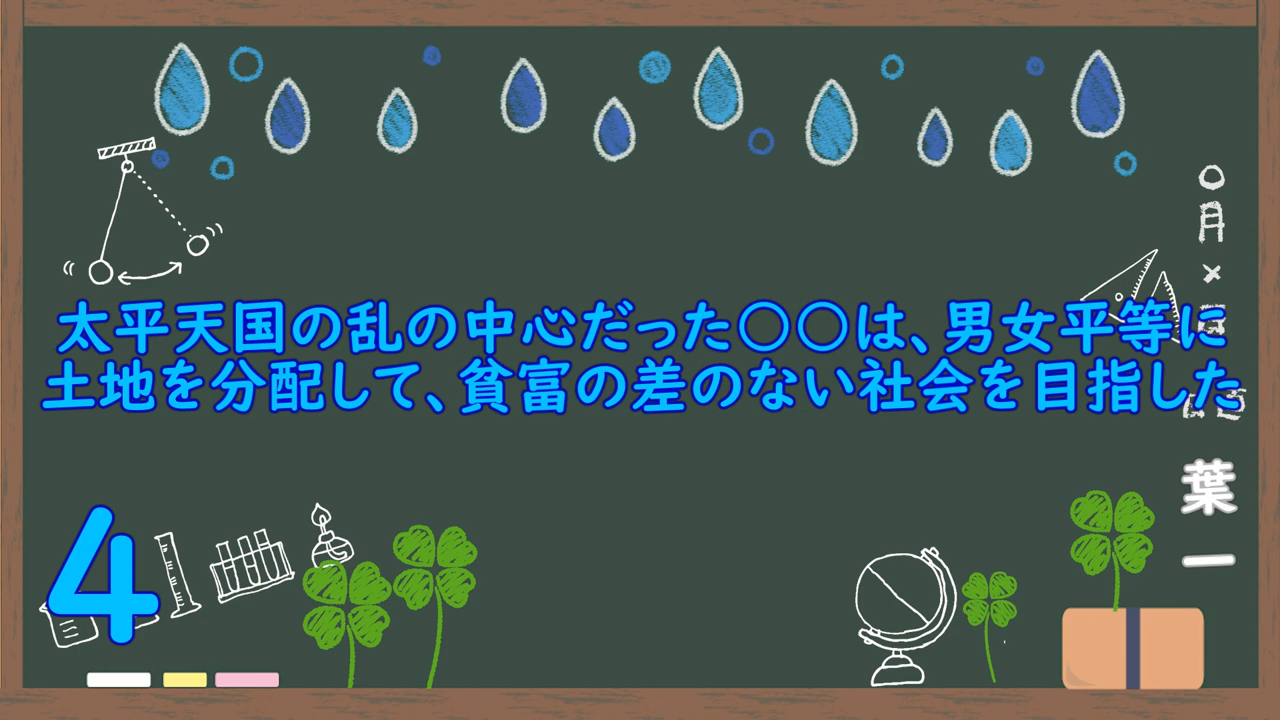 太平天国の乱の中心だった〇〇は、男女平等に
土地を分配して、貧富の差のない社会を目指した
4
〇月×日
葉一